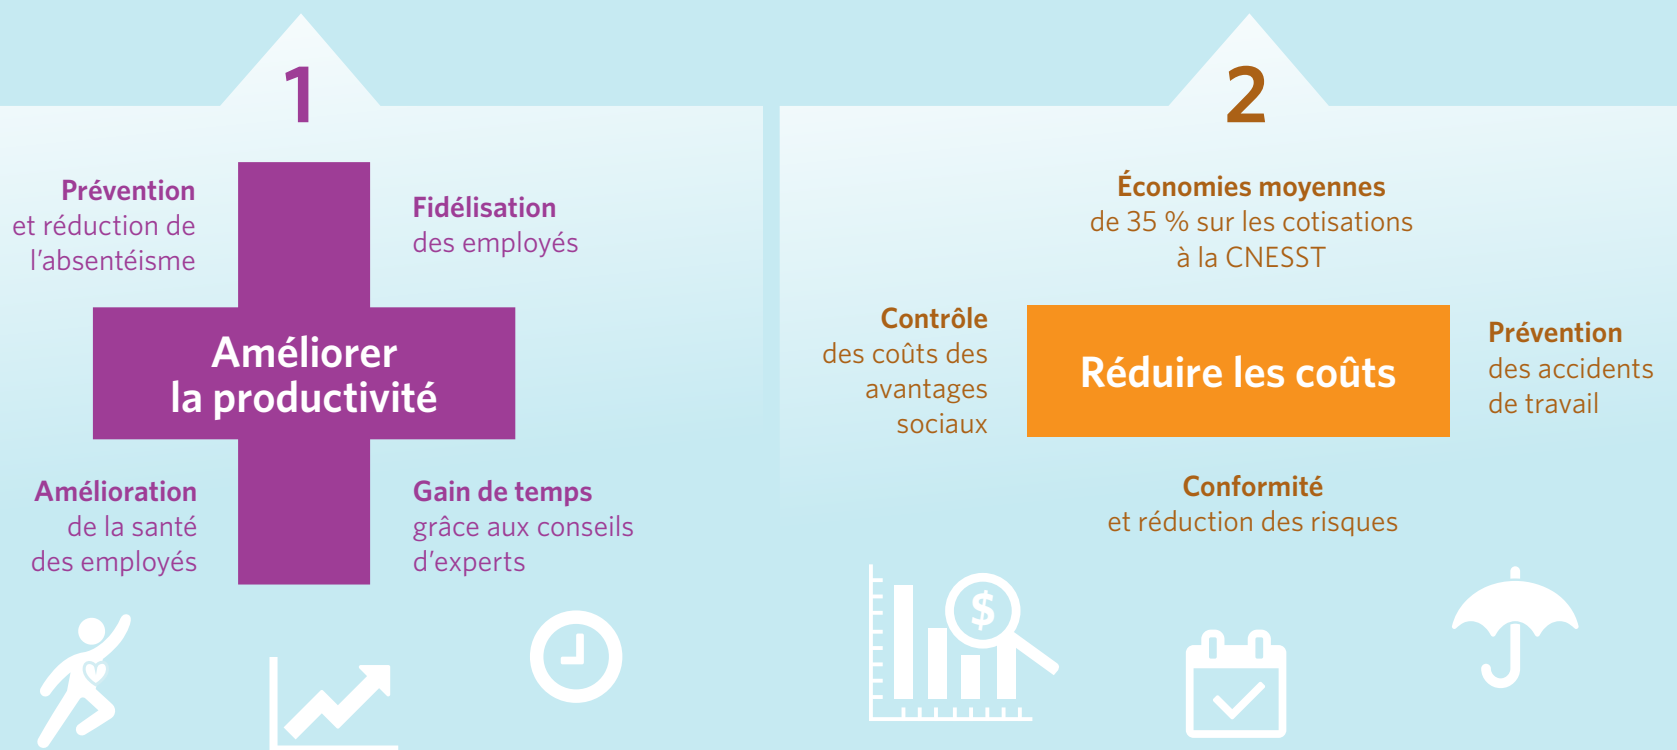 1
Prévention
et réduction de
l’absentéisme
Fidélisation
des employés
Améliorer
la productivité
Amélioration
de la santé
des employés
Gain de temps
grâce aux conseils
d’experts
2
Économies moyennes
de 35 % sur les cotisations
à la CNESST
Contrôle
des coûts des
avantages
sociaux
Réduire les coûts
Prévention
des accidents
de travail
Conformité
et réduction des risques
$